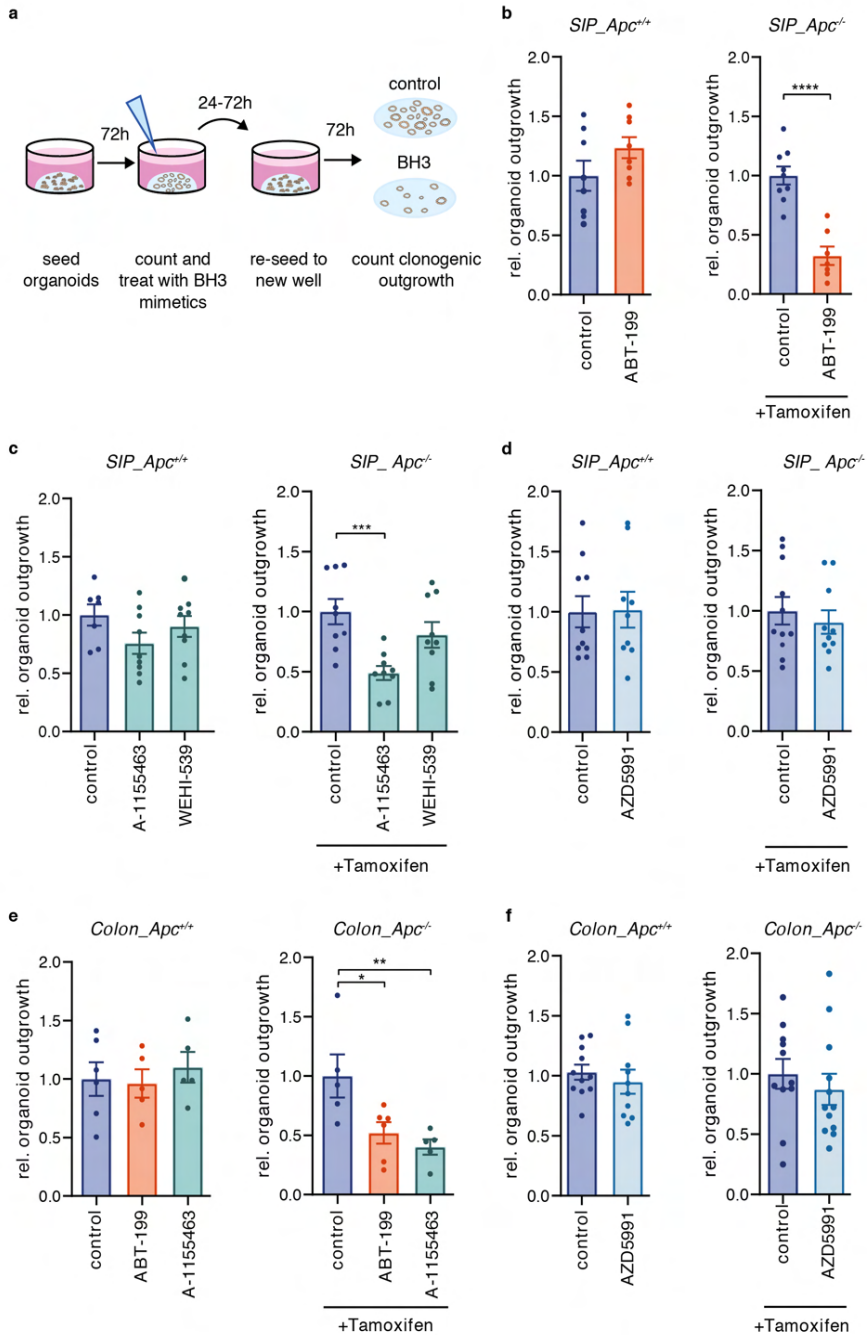 a
72h
24-72h
72h
control
BH3
seed
organoids
count and
treat with BH3
mimetics
re-seed to
new well
count clonogenic
outgrowth
b
SIP_Apc+/+
rel. organoid outgrowth
2.0
1.5
1.0
0.5
0.0
control
ABT-199
SIP_Apc-/-
rel. organoid outgrowth
2.0
1.5
1.0
0.5
0.0
****
control
ABT-199
+Tamoxifen
c
SIP_Apc+/+
rel. organoid outgrowth
2.0
1.5
1.0
0.5
0.0
control
A-1155463
WEHI-539
SIP_ Apc-/-
rel. organoid outgrowth
2.0
1.5
1.0
0.5
0.0
***
control
A-1155463
WEHI-539
+Tamoxifen
d
SIP_Apc+/+
rel. organoid outgrowth
2.0
1.5
1.0
0.5
0.0
control
AZD5991
SIP_ Apc-/-
rel. organoid outgrowth
2.0
1.5
1.0
0.5
0.0
control
AZD5991
+Tamoxifen
e
Colon_Apc+/+
rel. organoid outgrowth
2.0
1.5
1.0
0.5
0.0
control
ABT-199
A-1155463
Colon_Apc-/-
rel. organoid outgrowth
2.0
1.5
1.0
0.5
0.0
**
*
control
ABT-199
A-1155463
+Tamoxifen
f
Colon_Apc+/+
rel. organoid outgrowth
2.0
1.5
1.0
0.5
0.0
control
AZD5991
Colon_Apc-/-
rel. organoid outgrowth
2.0
1.5
1.0
0.5
0.0
control
AZD5991
+Tamoxifen